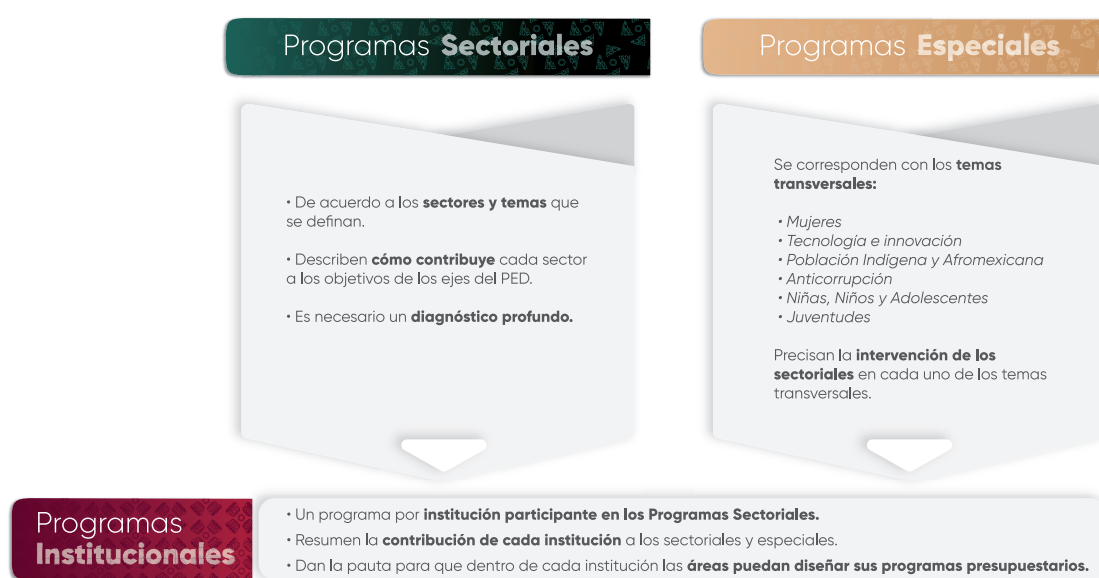 Programas Sectoriales
• De acuerdo a los sectores y temas que
se definan.
• Describen cómo contribuye cada sector
a los objetivos de los ejes del PED.
• Es necesario un diagnóstico profundo.
Programas Especiales
Se corresponden con los temas
transversales:
• Mujeres
• Tecnología e innovación
• Población Indígena y Afromexicana
• Anticorrupción
• Niñas, Niños y Adolescentes
• Juventudes
Precisan la intervención de los
sectoriales en cada uno de los temas
transversales.
Programas
Institucionales
• Un programa por institución participante en los Programas Sectoriales.
• Resumen la contribución de cada institución a los sectoriales y especiales.
• Dan la pauta para que dentro de cada institución las áreas puedan diseñar sus programas presupuestarios.